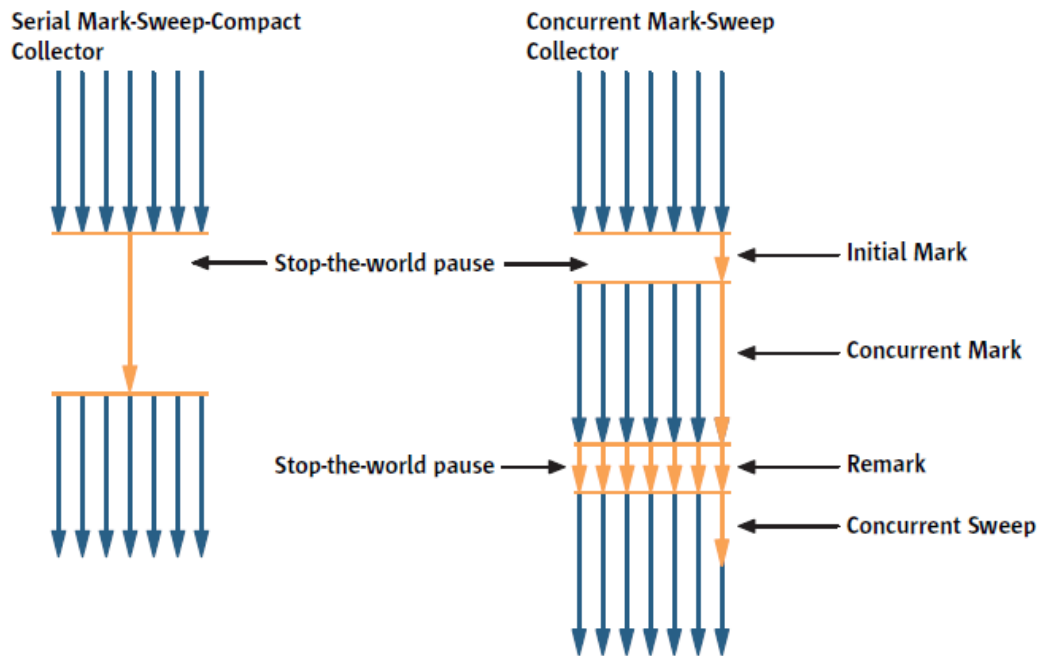 Serial Mark-Sweep-Compact
Collector
Concurrent Mark-Sweep
Collector
Stop-the-world pause
Initial Mark
Concurrent Mark
Stop-the-world pause
Remark
Concurrent Sweep